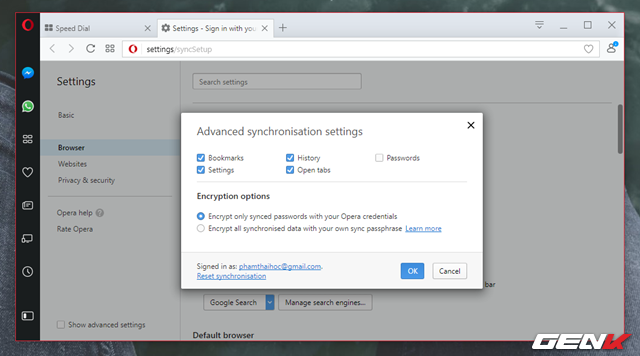 Speed Dial
Settings - Sign in with you
settings/syncSetup
Settings
Search settings
Basic
Browser
Websites
Privacy & security
Opera help
Rate Opera
Show advanced settings
Advanced synchronisation settings
Bookmarks
History
Passwords
Settings
Open tabs
Encryption options
Encrypt only synced passwords with your Opera credentials
Encrypt all synchronised data with your own sync passphrase Learn more
Signed in as: phamthaihoc@gmail.com.
Reset synchronisation
OK
Cancel
bar
Google Search
Manage search engines...
Default browser
GENK